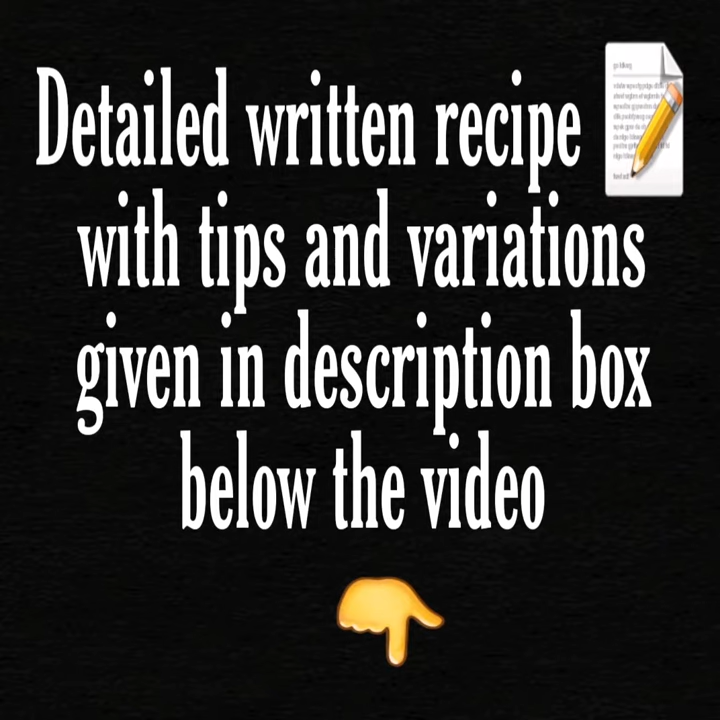 Detailed written recipe
with tips and variations
given in description box
below the video